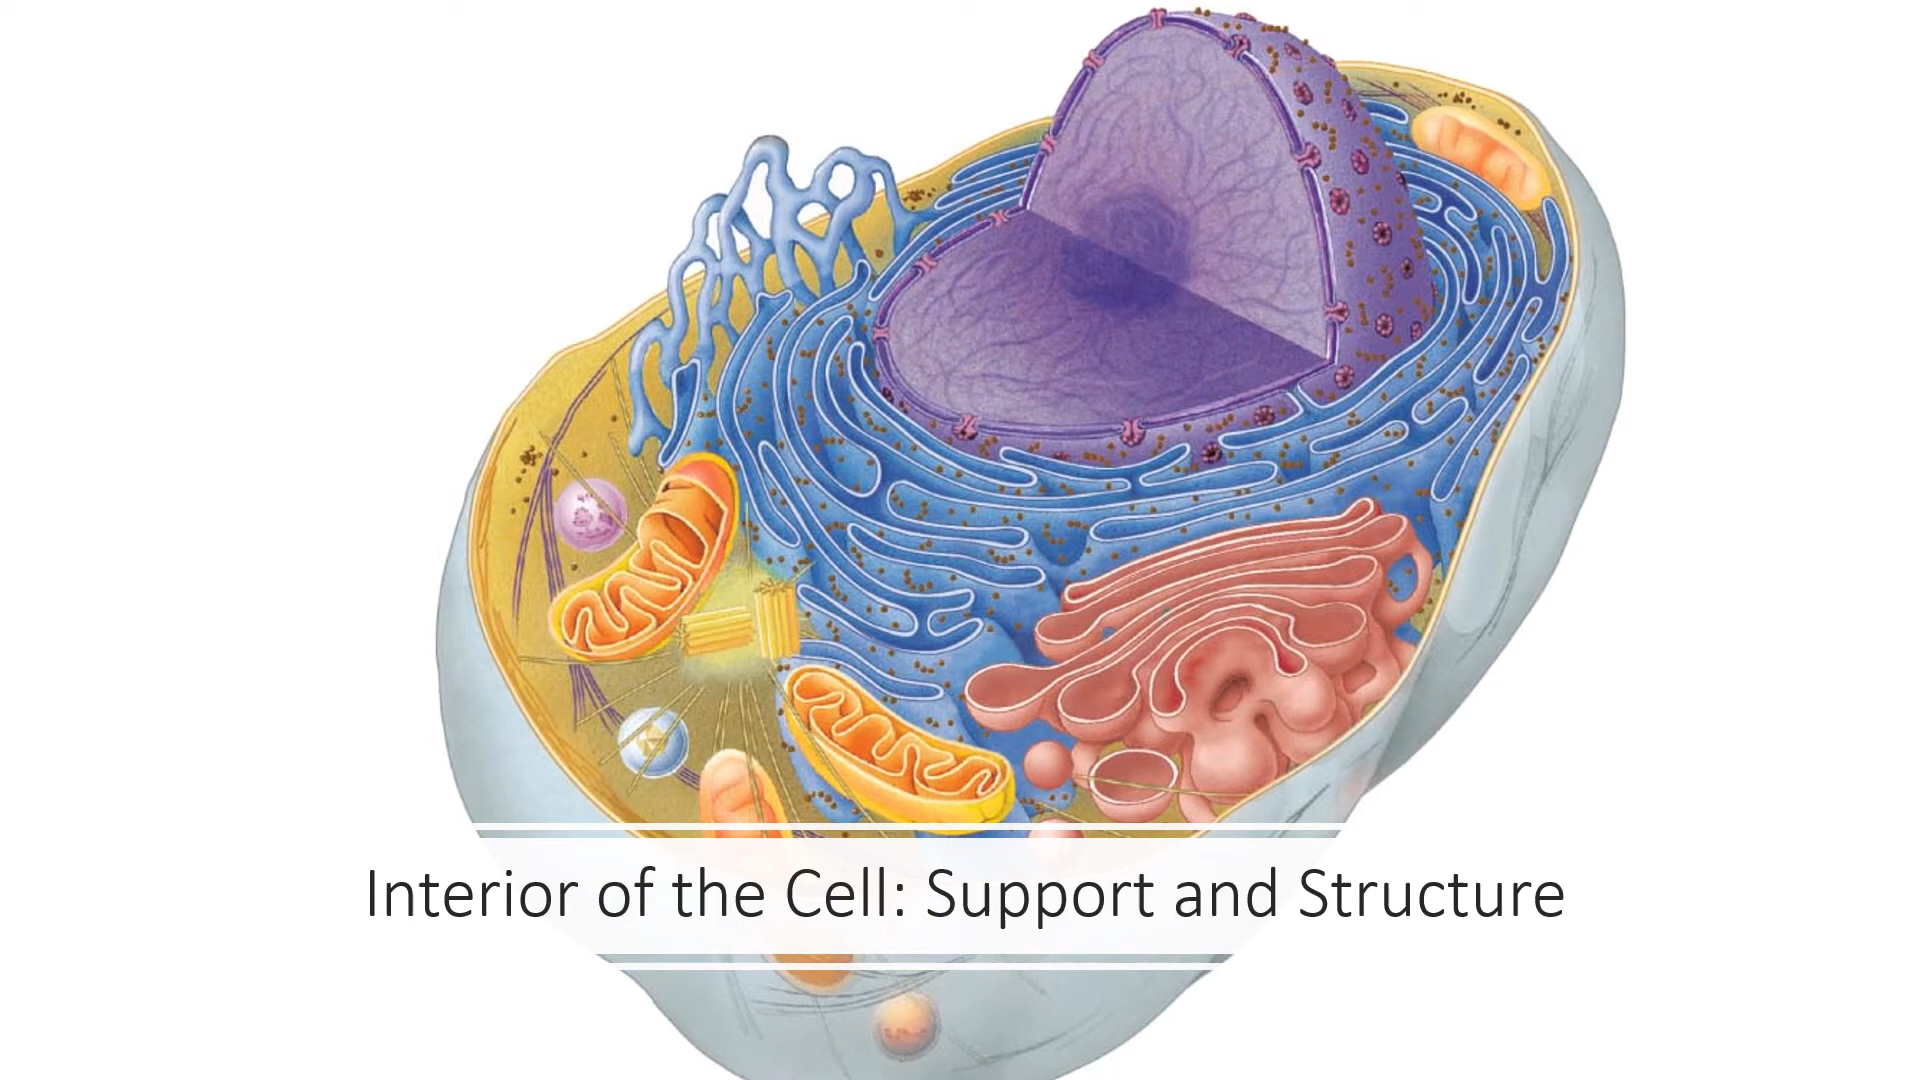 Interior of the Cell: Support and Structure